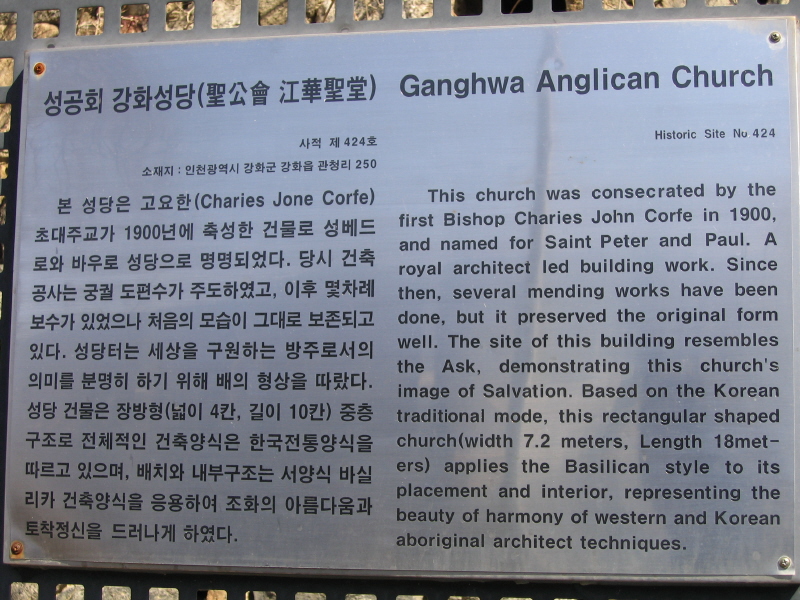 성공회 강화성당(聖公會 江華聖堂)
사적 제 424호
소재지 : 인천광역시 강화군 강화읍 관청리 250
본 성당은 고요한(Charies Jone Corfe)
초대주교가 1900년에 축성한 건물로 성베드
로와 바우로 성당으로 명명되었다. 당시 건축
공사는 궁궐 도편수가 주도하였고, 이후 몇차례
보수가 있었으나 처음의 모습이 그대로 보존되고
있다. 성당터는 세상을 구원하는 방주로서의
의미를 분명히 하기 위해 배의 형상을 따랐다.
성당 건물은 장방형(넓이 4칸, 길이 10칸) 중층
구조로 전체적인 건축양식은 한국전통양식을
따르고 있으며, 배치와 내부구조는 서양식 바실
리카 건축양식을 응용하여 조화의 아름다움과
토착정신을 드러나게 하였다.
Ganghwa Anglican Church
Historic Site No 424
This church was consecrated by the
first Bishop Charies John Corfe in 1900,
and named for Saint Peter and Paul. A
royal architect led building work. Since
then, several mending works have been
done, but it preserved the original form
well. The site of this building resembles
the Ask, demonstrating this church's
image of Salvation. Based on the Korean
traditional mode, this rectangular shaped
church(width 7.2 meters, Length 18met-
ers) applies the Basilican style to its
placement and interior, representing the
beauty of harmony of western and Korean
aboriginal architect techniques.